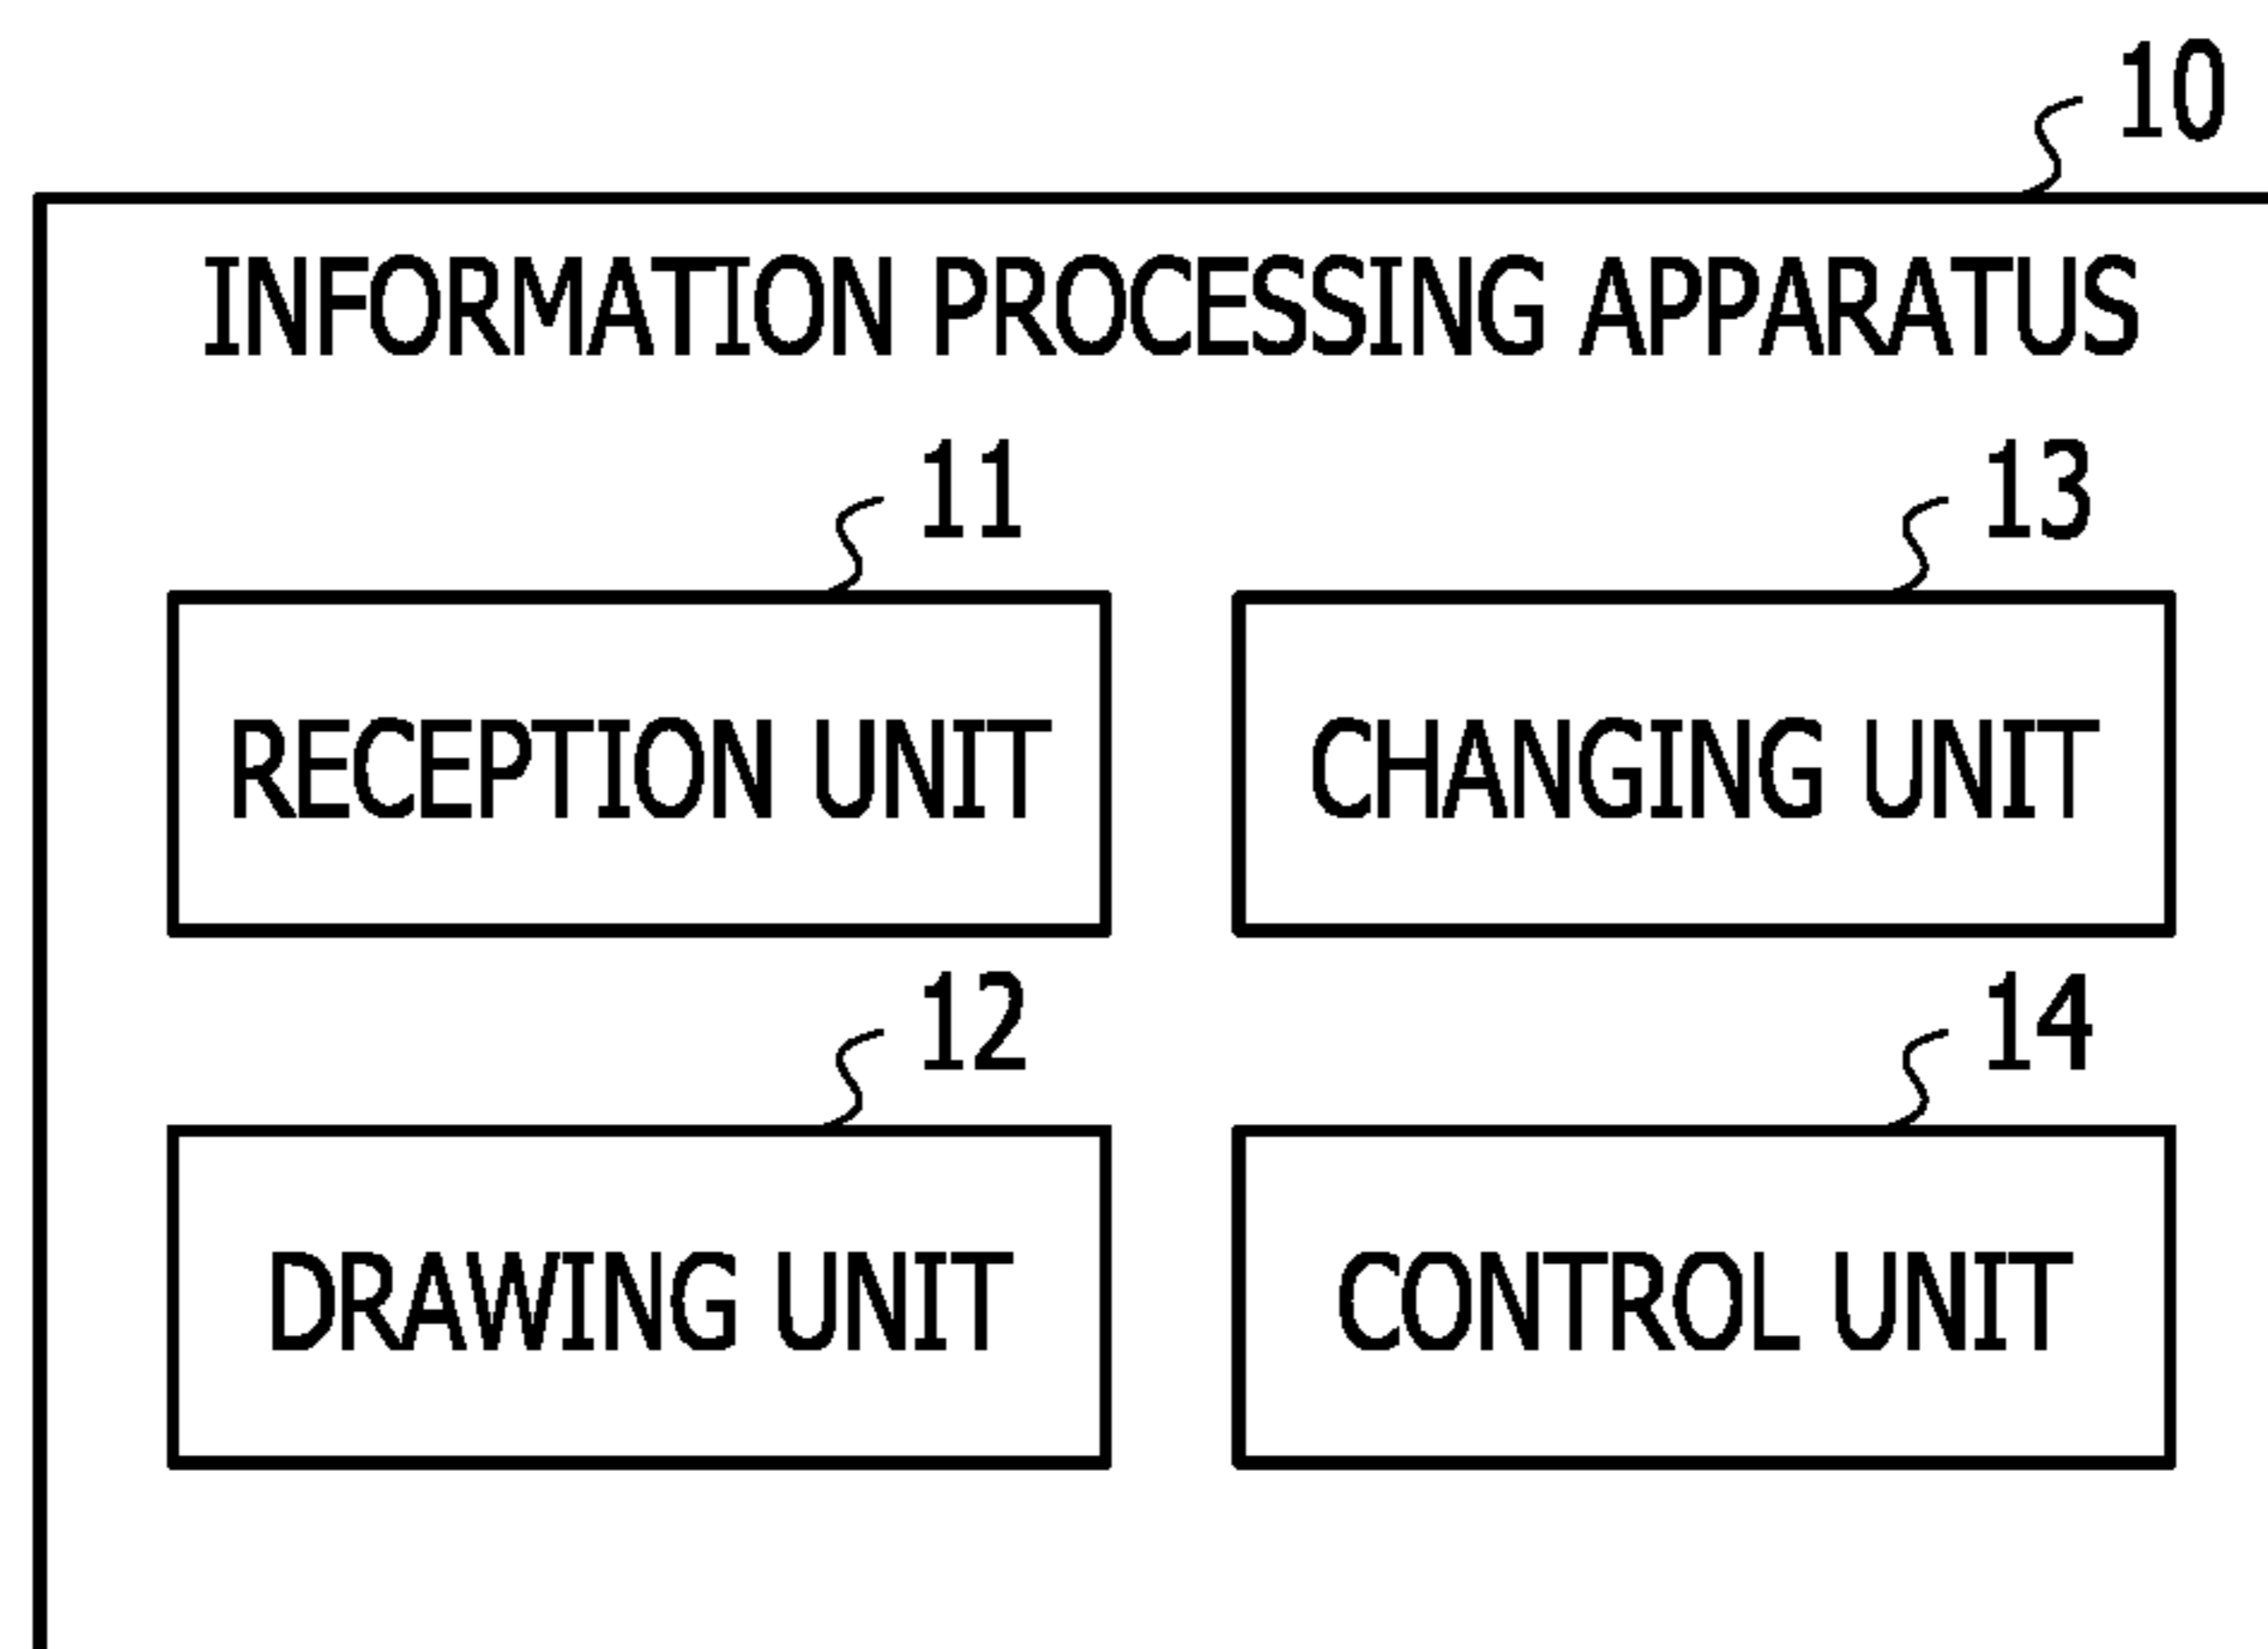 10
INFORMATION PROCESSING APPARATUS
11
13
RECEPTION UNIT
CHANGING UNIT
12
14
DRAWING UNIT
CONTROL UNIT